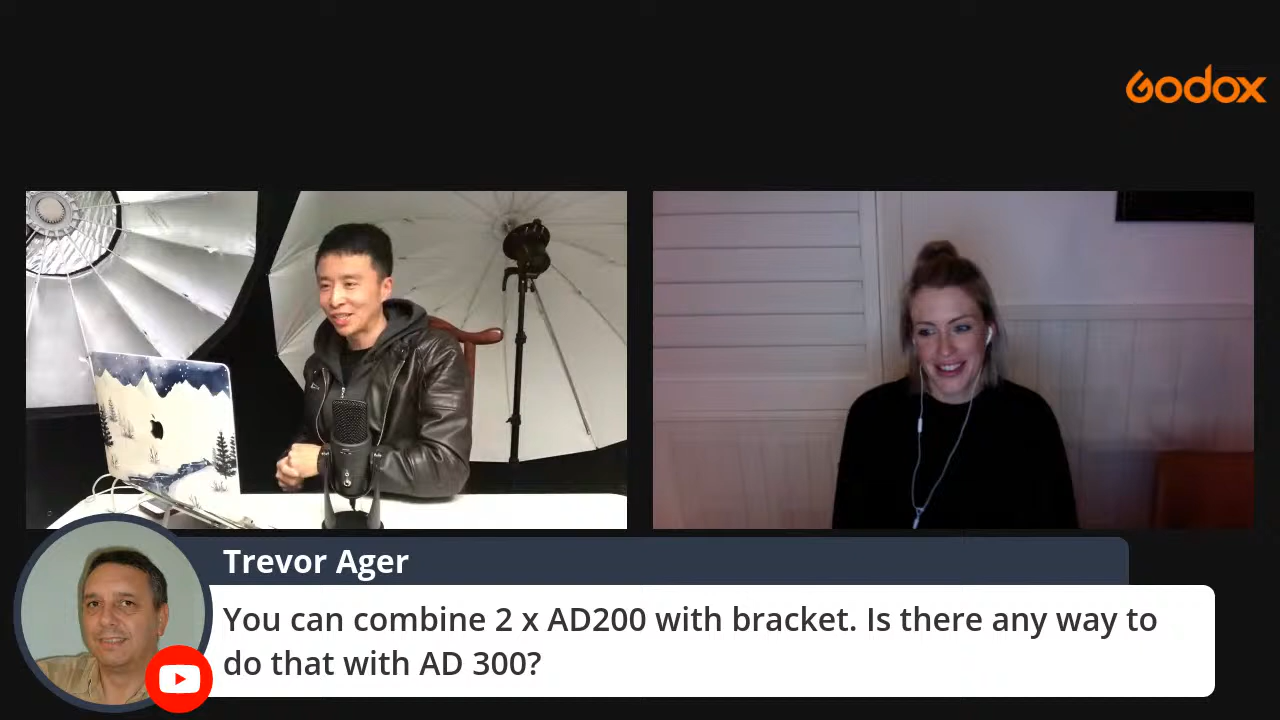 Godox
Trevor Ager
You can combine 2 x AD200 with bracket. Is there any way to
do that with AD 300?